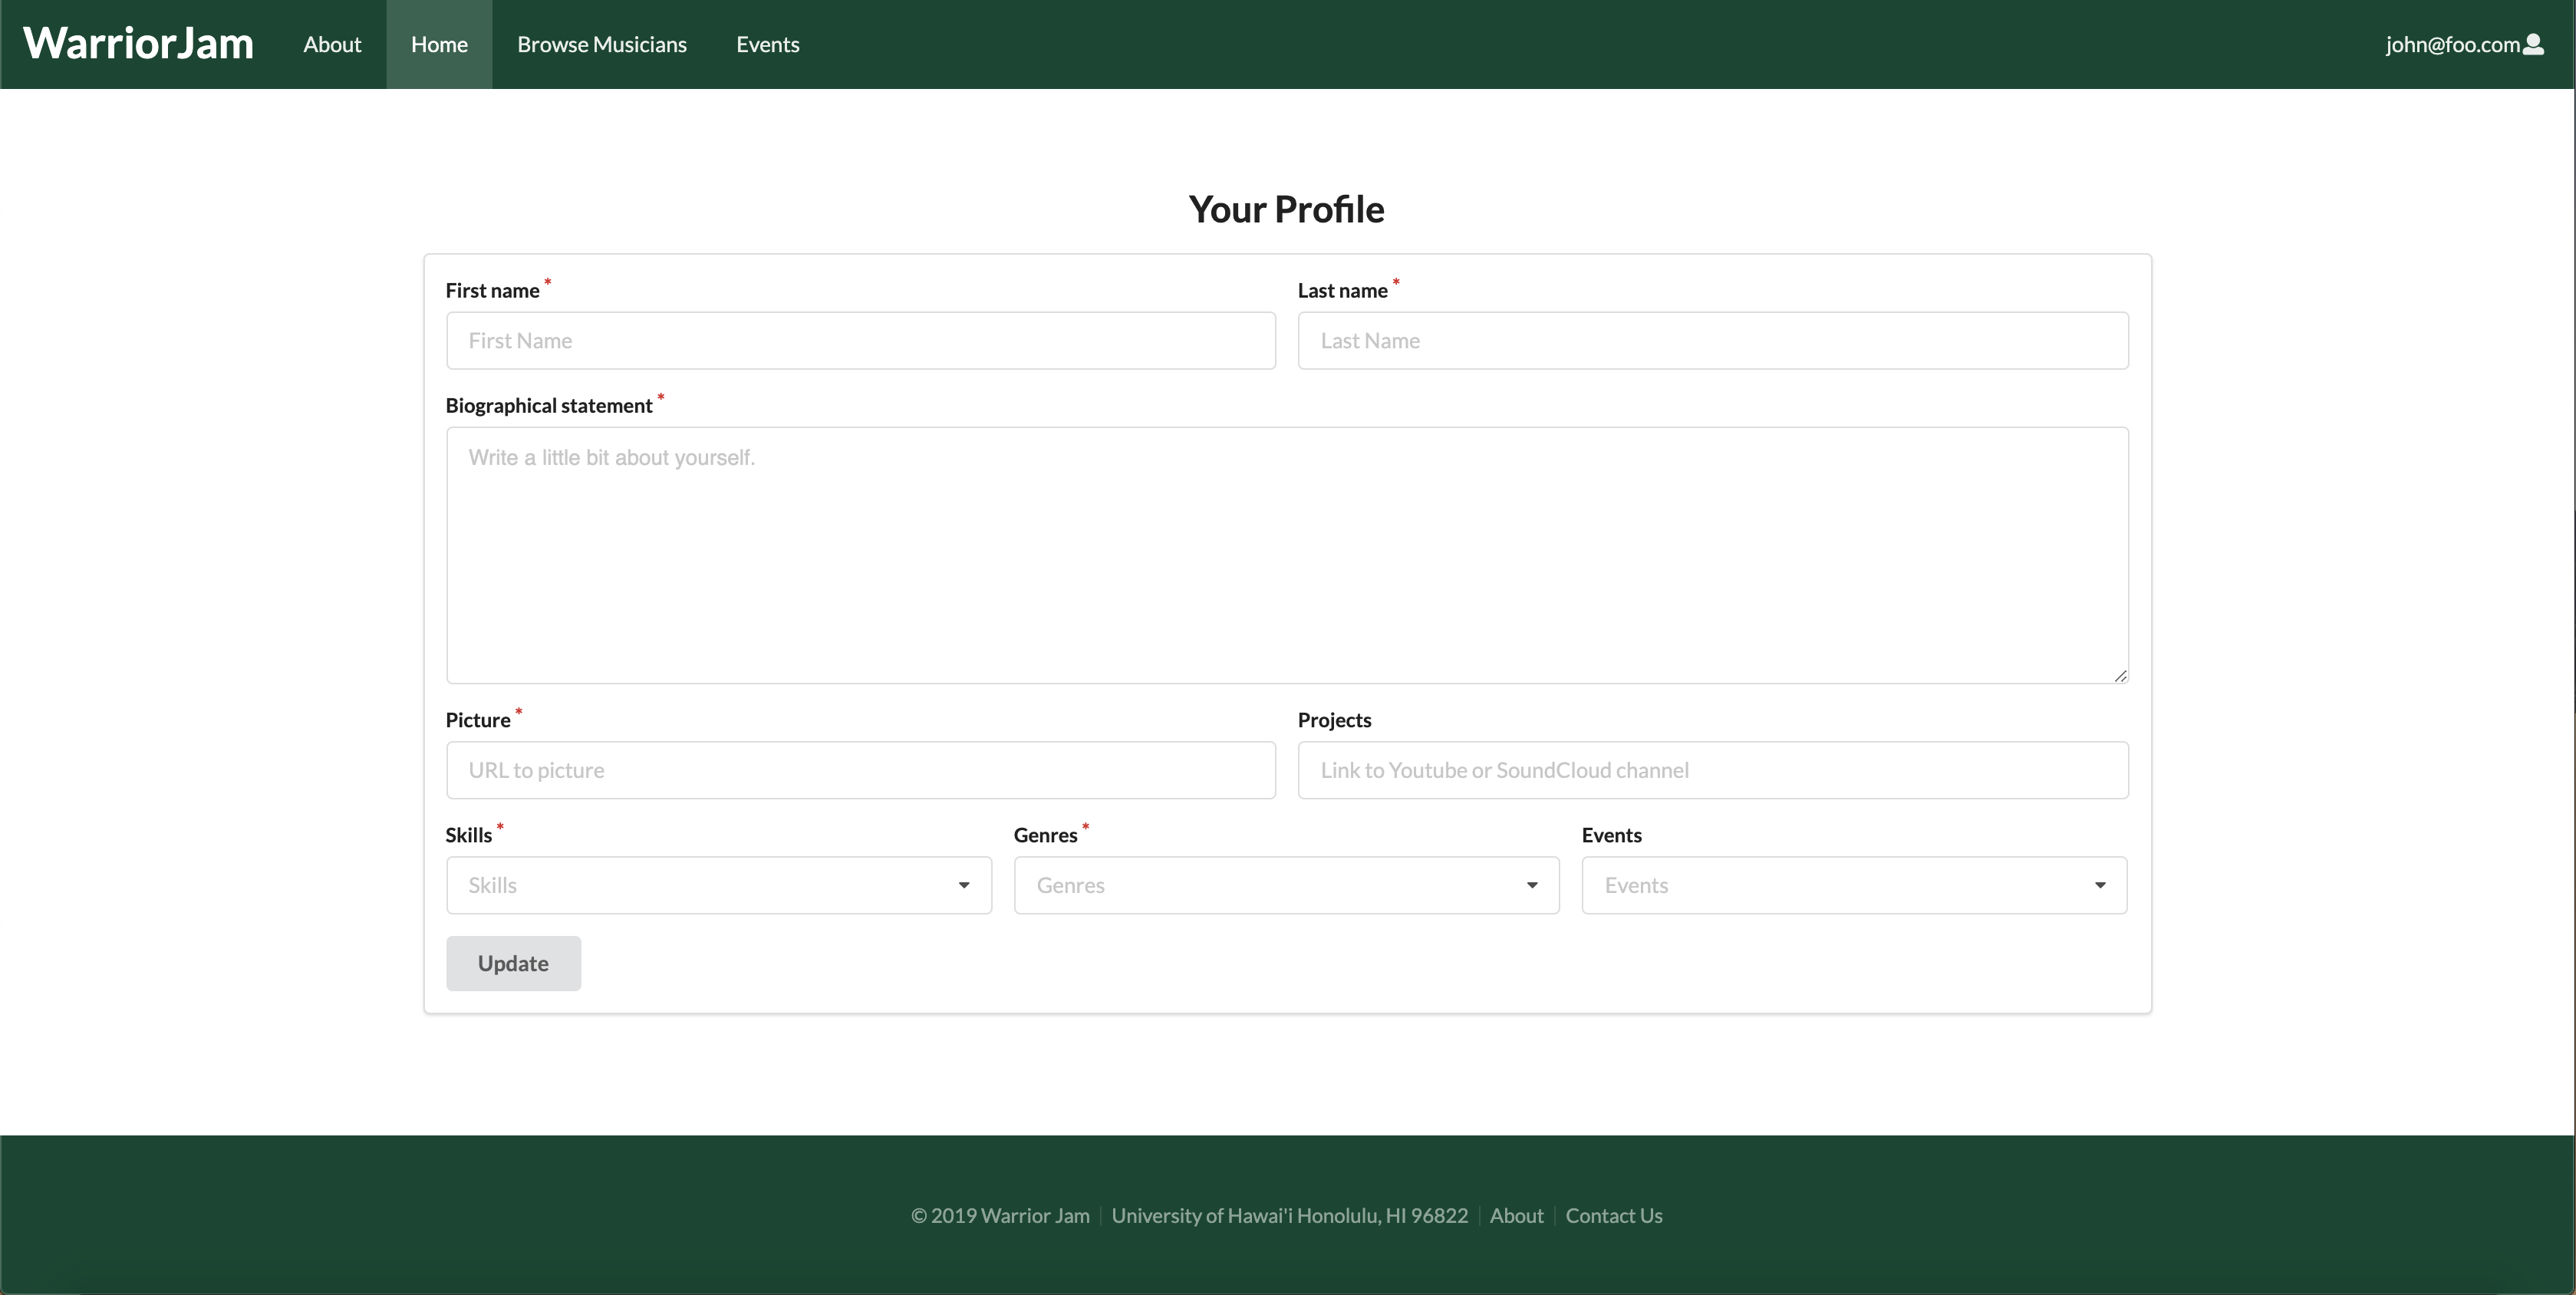 WarriorJam About Home Browse Musicians Events john@foo.com
Your Profile
First name * Last name *
First Name Last Name
Biographical statement *
Write a little bit about yourself.
Picture * Projects
URL to picture Link to Youtube or SoundCloud channel
Skills * Genres * Events
Skills Genres Events
Update
© 2019 Warrior Jam University of Hawai'i Honolulu, HI 96822 About Contact Us